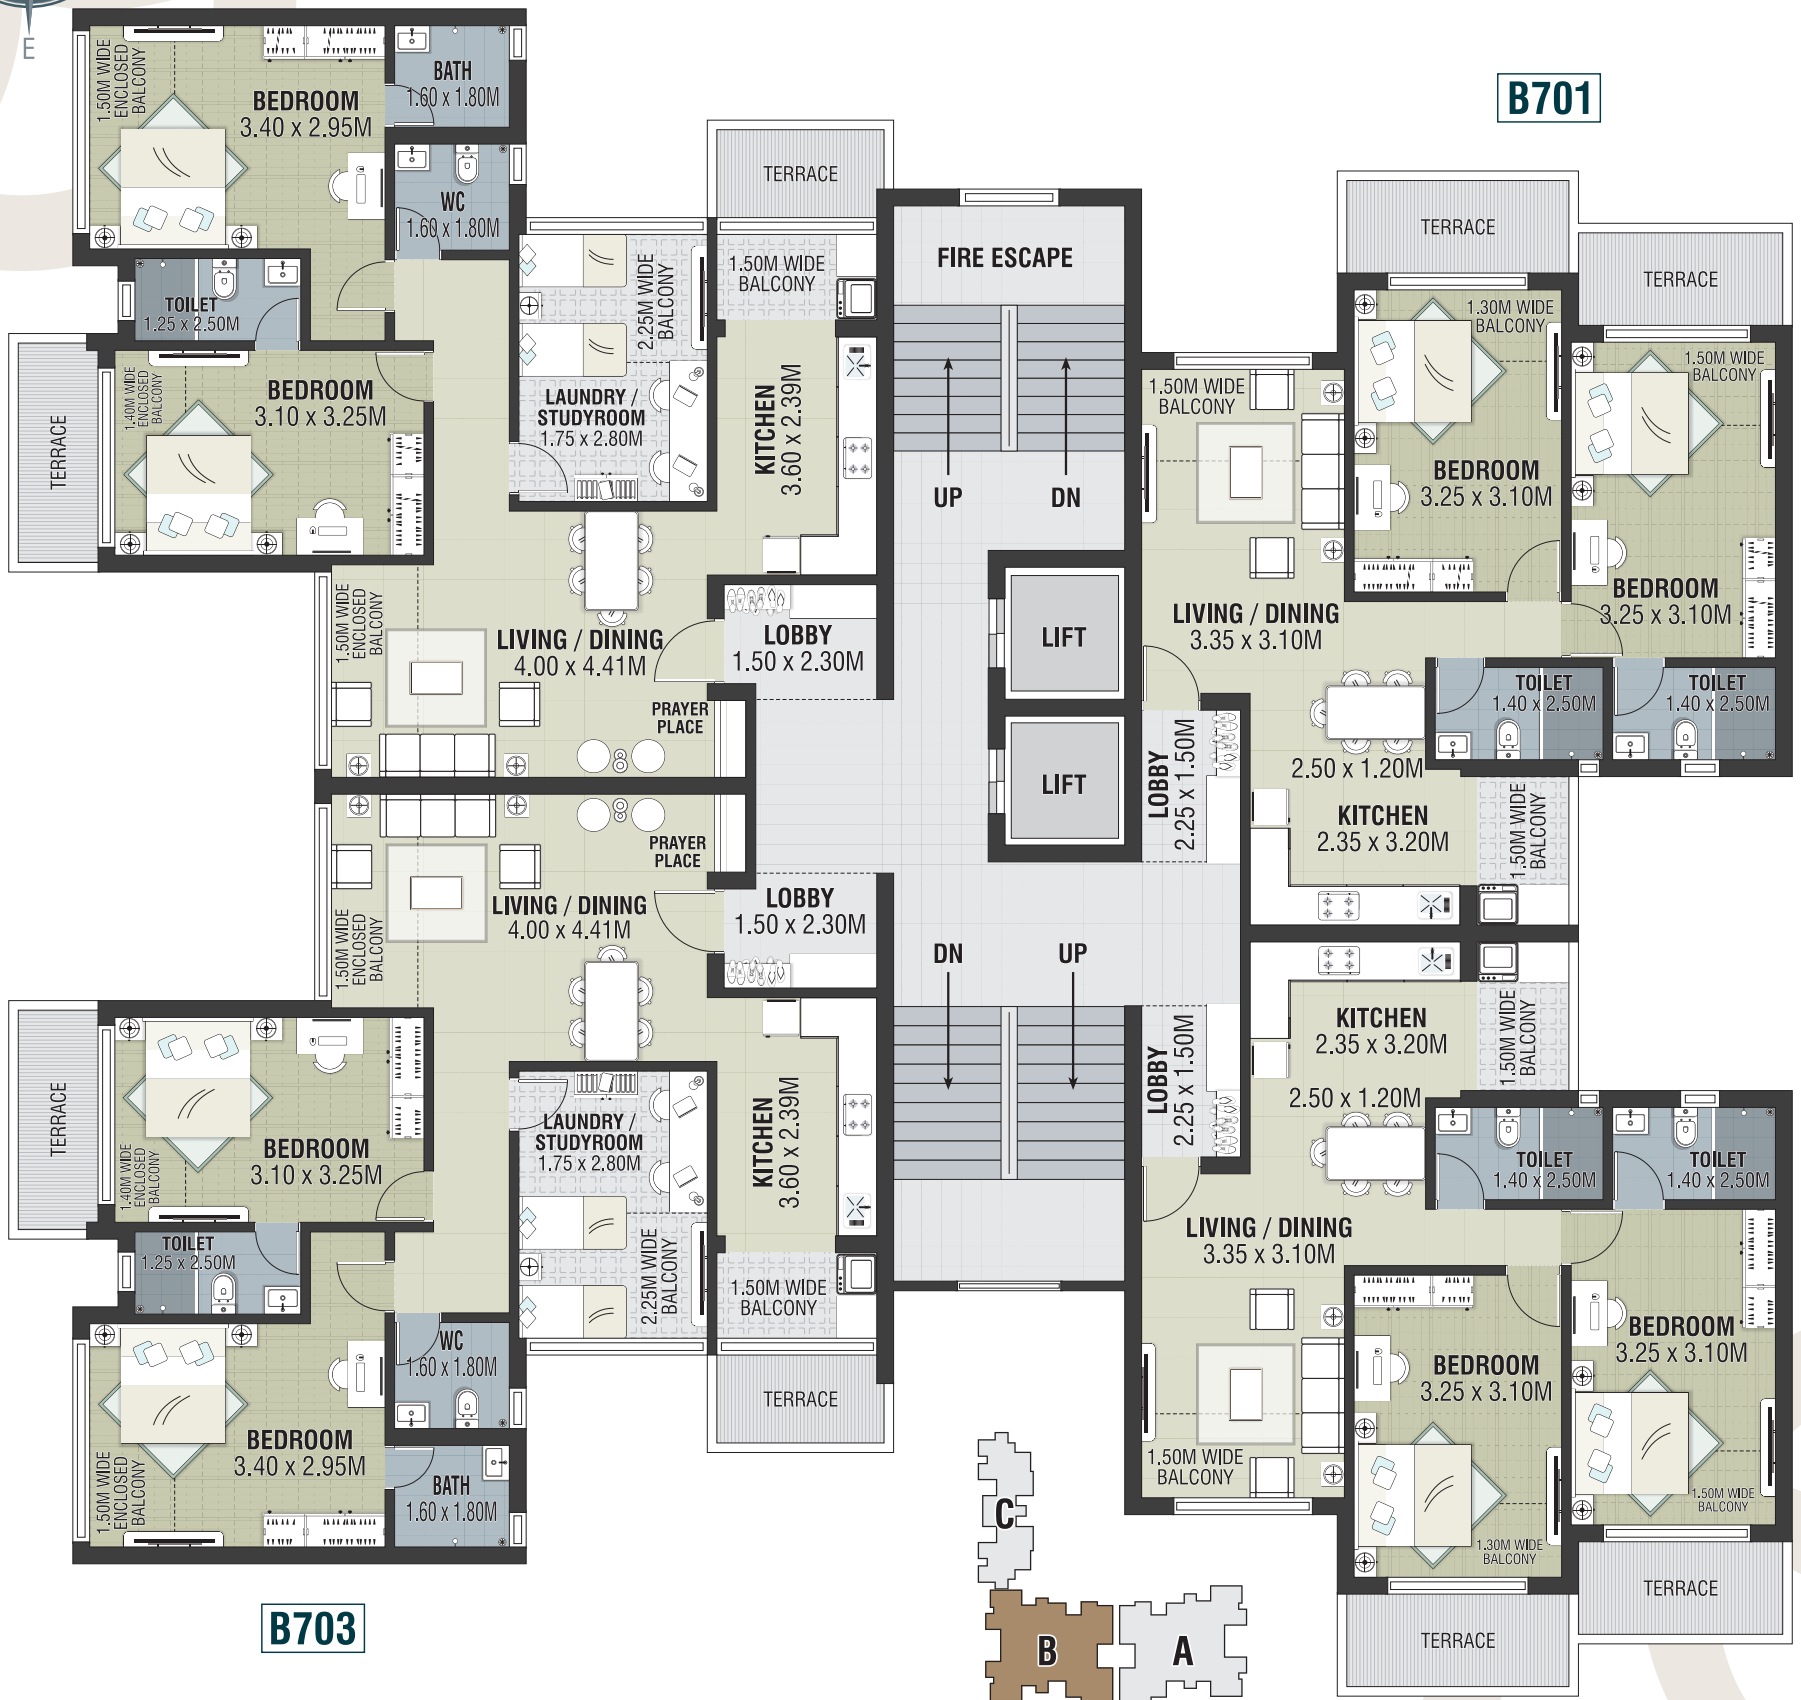 E
B701
1.50M WIDE
ENCLOSED
BALCONY
BEDROOM
3.40 x 2.95M
BATH
1.60 x 1.80M
WC
1.60 x 1.80M
TOILET
1.25 x 2.50M
TERRACE
1.40M WIDE
ENCLOSED
BALCONY
BEDROOM
3.10 x 3.25M
2.25M WIDE
BALCONY
LAUNDRY /
STUDYROOM
1.75 x 2.80M
TERRACE
1.50M WIDE
BALCONY
KITCHEN
3.60 x 2.39M
1.50M WIDE
ENCLOSED
BALCONY
LIVING / DINING
4.00 x 4.41M
LOBBY
1.50 x 2.30M
PRAYER
PLACE
FIRE ESCAPE
UP
DN
LIFT
LIFT
TERRACE
TERRACE
1.50M WIDE
BALCONY
1.30M WIDE
BALCONY
1.50M WIDE
BALCONY
BEDROOM
3.25 x 3.10M
BEDROOM
3.25 x 3.10M
LIVING / DINING
3.35 x 3.10M
TOILET
1.40 x 2.50M
TOILET
1.40 x 2.50M
LOBBY
2.25 x 1.50M
2.50 x 1.20M
KITCHEN
2.35 x 3.20M
1.50M WIDE
BALCONY
PRAYER
PLACE
LIVING / DINING
4.00 x 4.41M
1.50M WIDE
ENCLOSED
BALCONY
LOBBY
1.50 x 2.30M
DN
UP
TERRACE
BEDROOM
3.10 x 3.25M
1.40M WIDE
ENCLOSED
BALCONY
LAUNDRY /
STUDYROOM
1.75 x 2.80M
KITCHEN
3.60 x 2.39M
2.25M WIDE
BALCONY
1.50M WIDE
BALCONY
TERRACE
TOILET
1.25 x 2.50M
WC
1.60 x 1.80M
BEDROOM
3.40 x 2.95M
1.50M WIDE
ENCLOSED
BALCONY
BATH
1.60 x 1.80M
LOBBY
2.25 x 1.50M
KITCHEN
2.35 x 3.20M
1.50M WIDE
BALCONY
2.50 x 1.20M
TOILET
1.40 x 2.50M
TOILET
1.40 x 2.50M
LIVING / DINING
3.35 x 3.10M
BEDROOM
3.25 x 3.10M
BEDROOM
3.25 x 3.10M
1.50M WIDE
BALCONY
1.50M WIDE
BALCONY
1.30M WIDE
BALCONY
TERRACE
TERRACE
B703
C
B
A